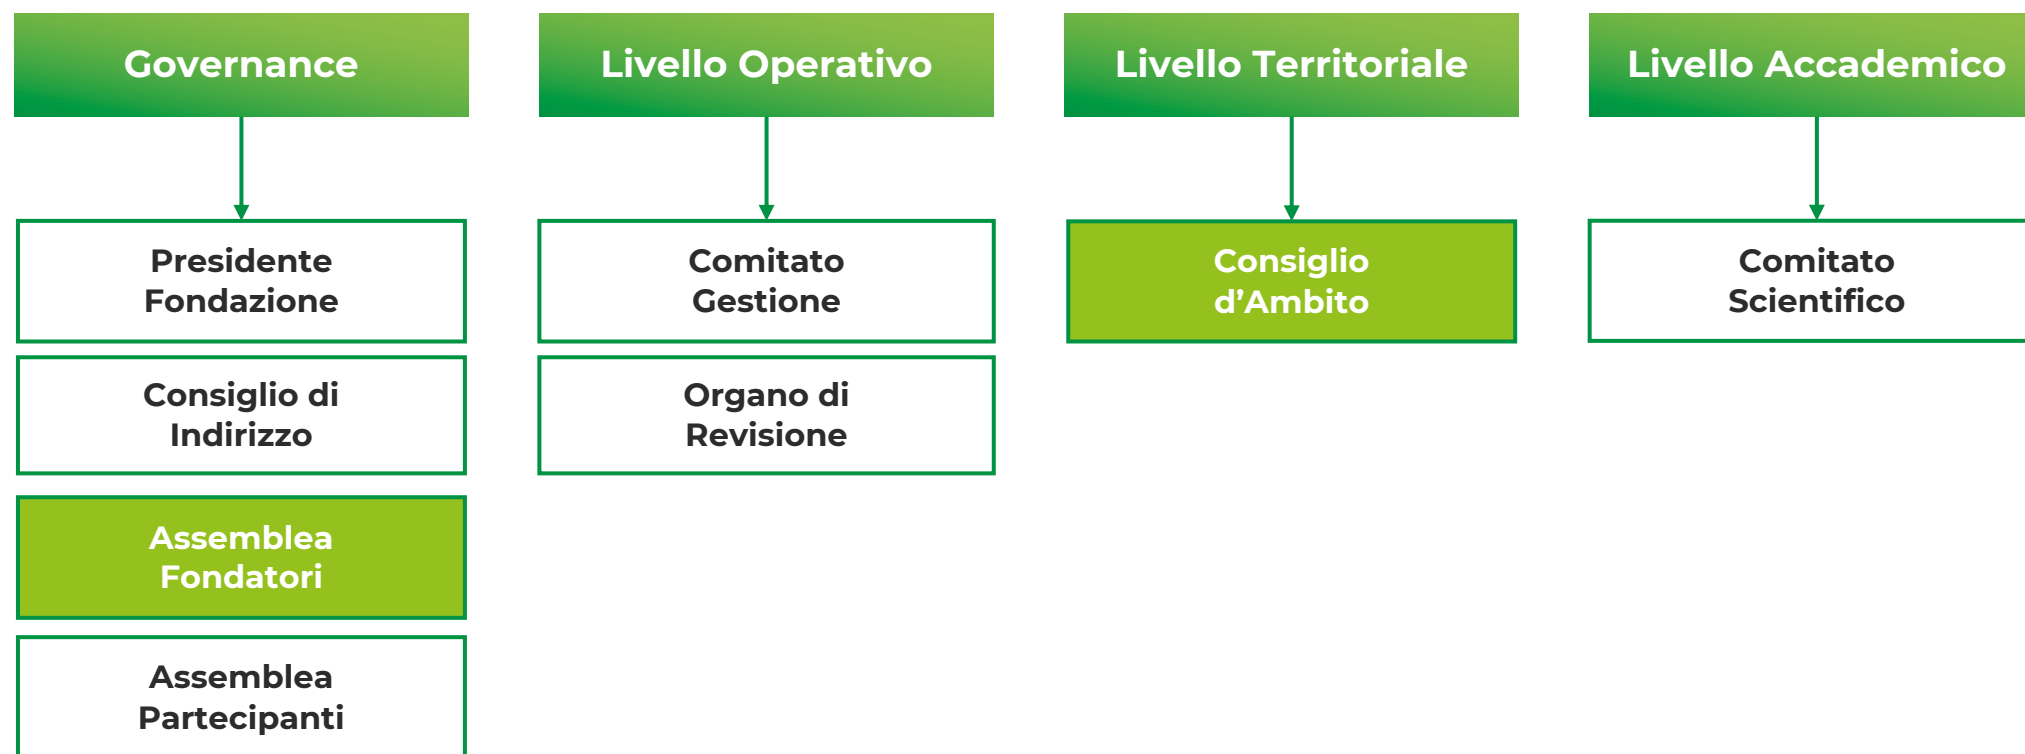 Governance
Livello Operativo
Livello Territoriale
Livello Accademico
Presidente
Fondazione
Consiglio di
Indirizzo
Assemblea
Fondatori
Assemblea
Partecipanti
Comitato
Gestione
Organo di
Revisione
Consiglio
d’Ambito
Comitato
Scientifico